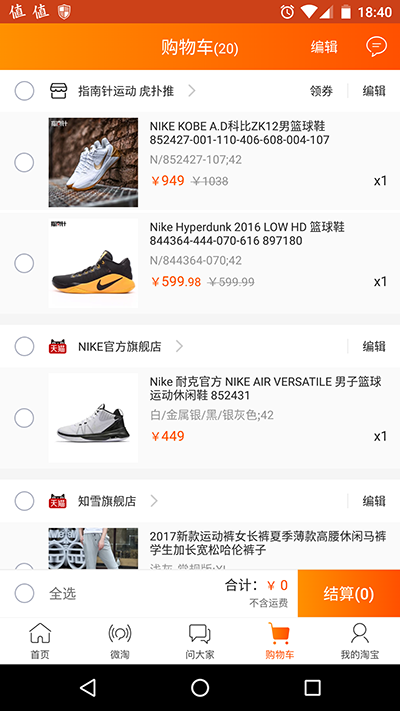 值 值 18:40
购物车(20) 编辑
指南针运动 虎扑推 领券 编辑
指南针
NIKE KOBE A.D科比ZK12男篮球鞋
852427-001-110-406-608-004-107
N/852427-107;42
￥949 ￥1038 x1
指南针
Nike Hyperdunk 2016 LOW HD 篮球鞋
844364-444-070-616 897180
N/844364-070;42
￥599.98 ￥599.99 x1
天猫 NIKE官方旗舰店 编辑
Nike 耐克官方 NIKE AIR VERSATILE 男子篮球
运动休闲鞋 852431
白/金属银/黑/银灰色;42
￥449 x1
天猫 知雪旗舰店 编辑
2017新款运动裤女长裤夏季薄款高腰休闲马裤
学生加长宽松哈伦裤子
全选 合计：￥0 结算(0)
不含运费
首页 微淘 问大家 购物车 我的淘宝